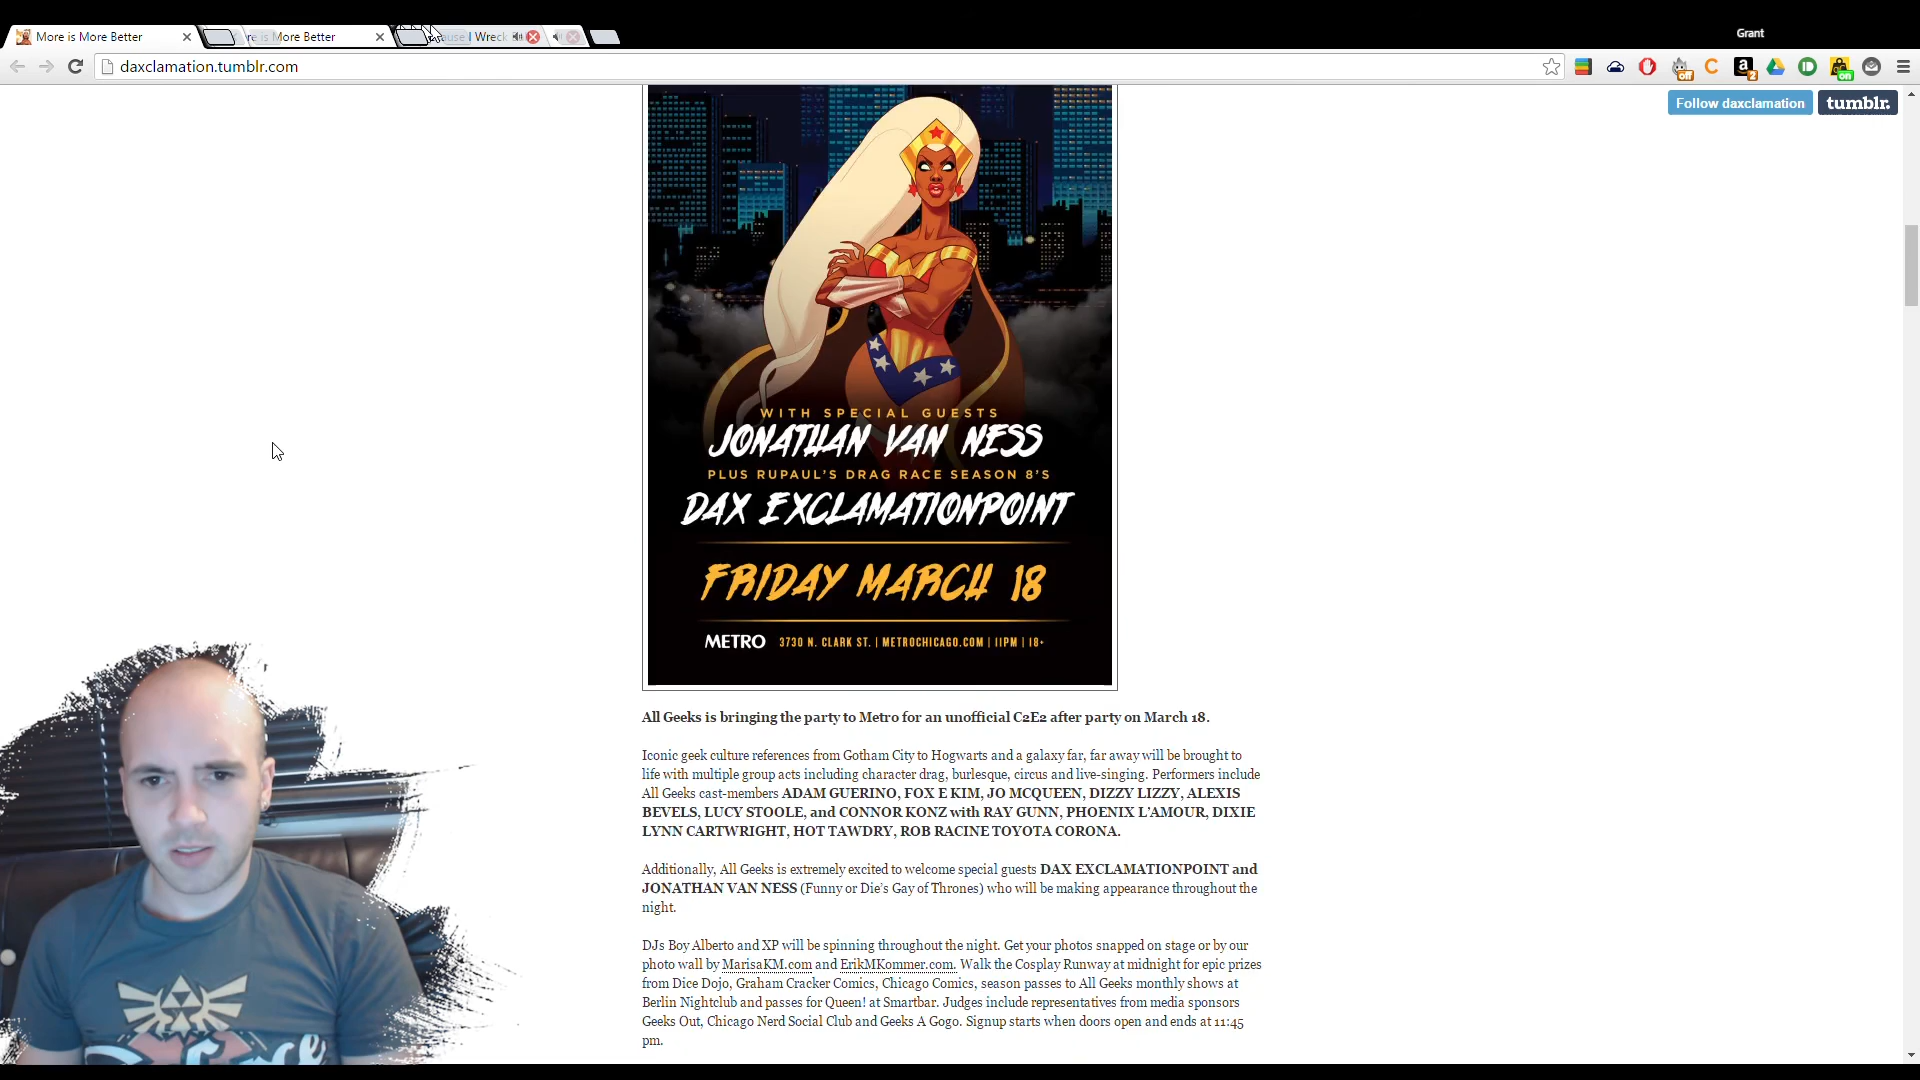 More is More Better
re is More Better
ause I Wreck
Grant
daxclamation.tumblr.com
off
2
on
Follow daxclamation
tumblr.
WITH SPECIAL GUESTS
JONATHAN VAN NESS
PLUS RUPAUL'S DRAG RACE SEASON 8'S
DAX EXCLAMATIONPOINT
FRIDAY MARCH 18
METRO 3730 N. CLARK ST. | METROCHICAGO.COM | 11PM | 18+
All Geeks is bringing the party to Metro for an unofficial C2E2 after party on March 18.
Iconic geek culture references from Gotham City to Hogwarts and a galaxy far, far away will be brought to
life with multiple group acts including character drag, burlesque, circus and live-singing. Performers include
All Geeks cast-members ADAM GUERINO, FOX E KIM, JO MCQUEEN, DIZZY LIZZY, ALEXIS
BEVELS, LUCY STOOLE, and CONNOR KONZ with RAY GUNN, PHOENIX L'AMOUR, DIXIE
LYNN CARTWRIGHT, HOT TAWDRY, ROB RACINE TOYOTA CORONA.
Additionally, All Geeks is extremely excited to welcome special guests DAX EXCLAMATIONPOINT and
JONATHAN VAN NESS (Funny or Die's Gay of Thrones) who will be making appearance throughout the
night.
DJs Boy Alberto and XP will be spinning throughout the night. Get your photos snapped on stage or by our
photo wall by MarisaKM.com and ErikMKommer.com. Walk the Cosplay Runway at midnight for epic prizes
from Dice Dojo, Graham Cracker Comics, Chicago Comics, season passes to All Geeks monthly shows at
Berlin Nightclub and passes for Queen! at Smartbar. Judges include representatives from media sponsors
Geeks Out, Chicago Nerd Social Club and Geeks A Gogo. Signup starts when doors open and ends at 11:45
pm.